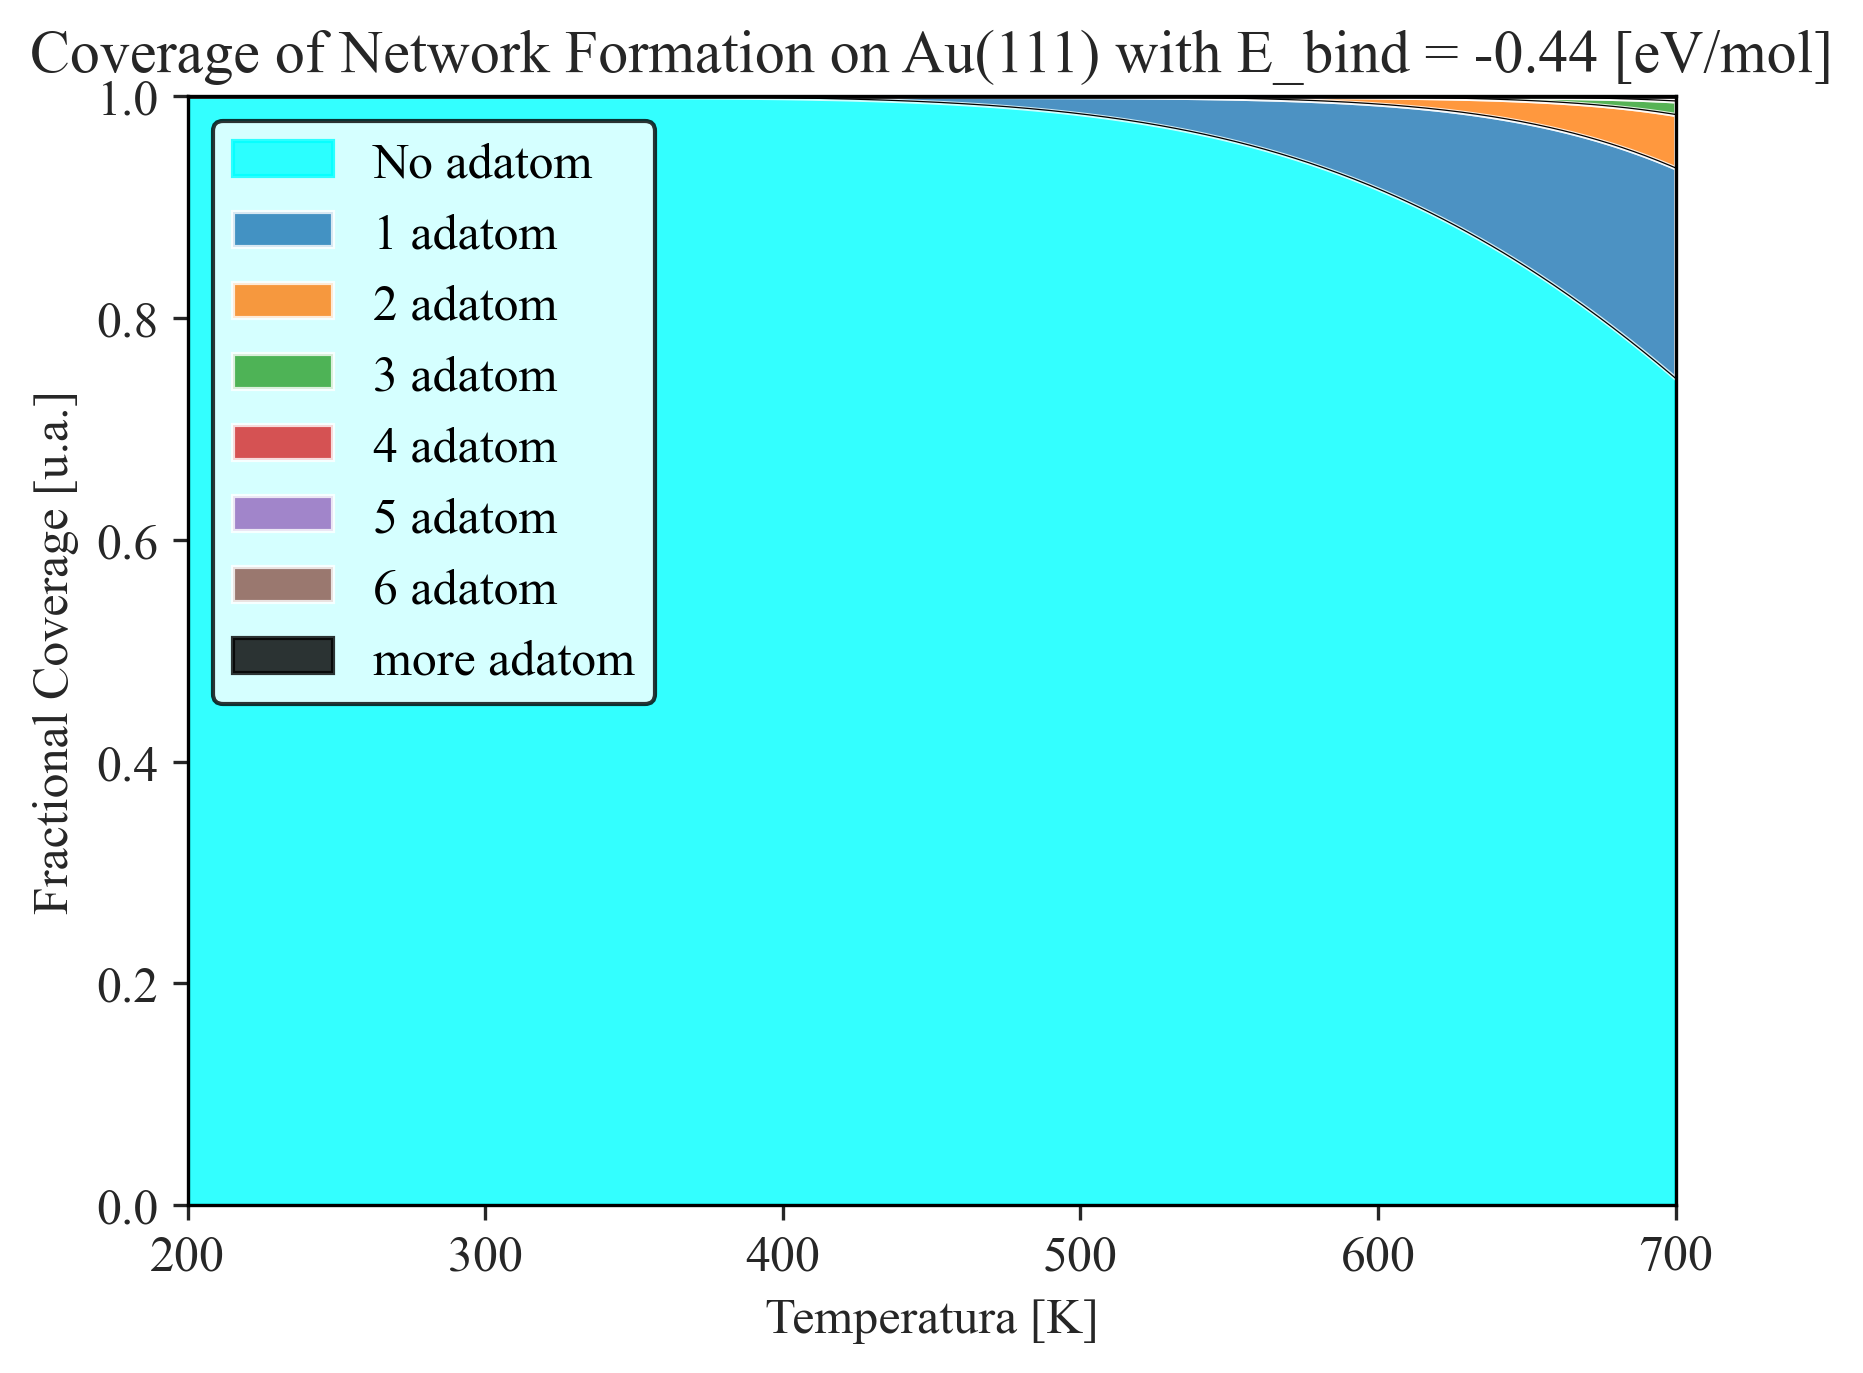 Coverage of Network Formation on Au(111) with E_bind = -0.44 [eV/mol]
1.0
0.8
0.6
0.4
0.2
0.0
Fractional Coverage [u.a.]
No adatom
1 adatom
2 adatom
3 adatom
4 adatom
5 adatom
6 adatom
more adatom
200 300 400 500 600 700
Temperatura [K]